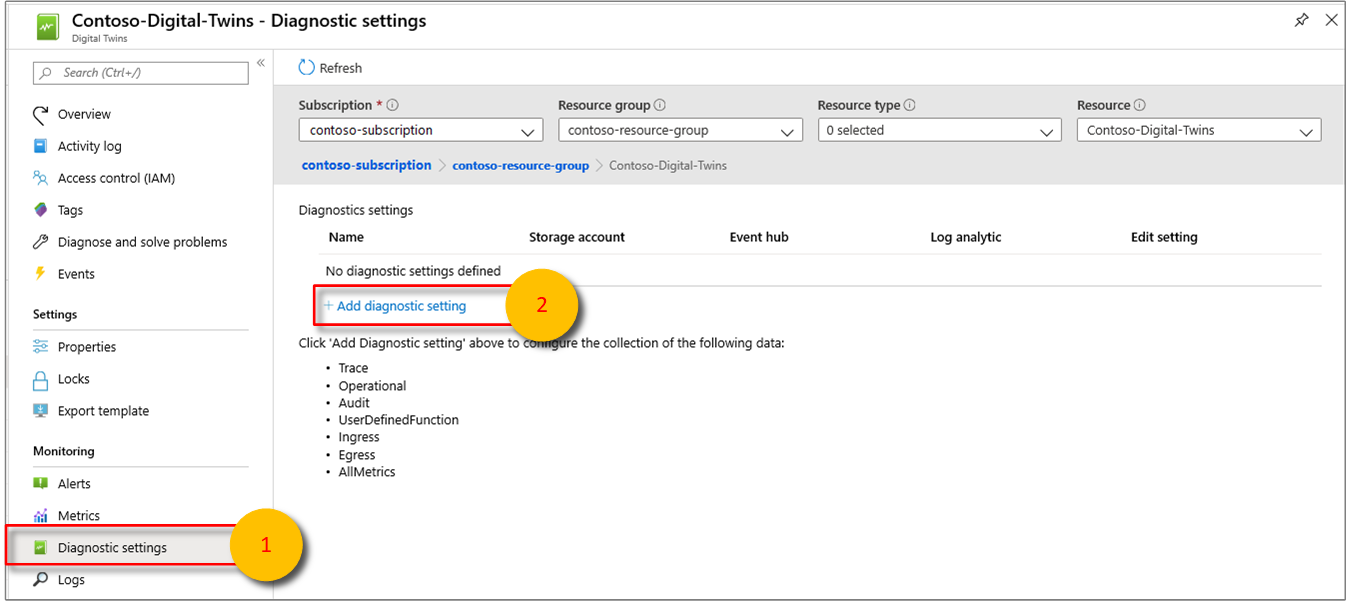 Contoso-Digital-Twins - Diagnostic settings
Digital Twins
Search (Ctrl+/)
«
Overview
Activity log
Access control (IAM)
Tags
Diagnose and solve problems
Events
Settings
Properties
Locks
Export template
Monitoring
Alerts
Metrics
Diagnostic settings
1
Logs
Refresh
Subscription * Resource group Resource type Resource
contoso-subscription contoso-resource-group 0 selected Contoso-Digital-Twins
contoso-subscription > contoso-resource-group > Contoso-Digital-Twins
Diagnostics settings
Name Storage account Event hub Log analytic Edit setting
No diagnostic settings defined
+ Add diagnostic setting
2
Click 'Add Diagnostic setting' above to configure the collection of the following data:
• Trace
• Operational
• Audit
• UserDefinedFunction
• Ingress
• Egress
• AllMetrics